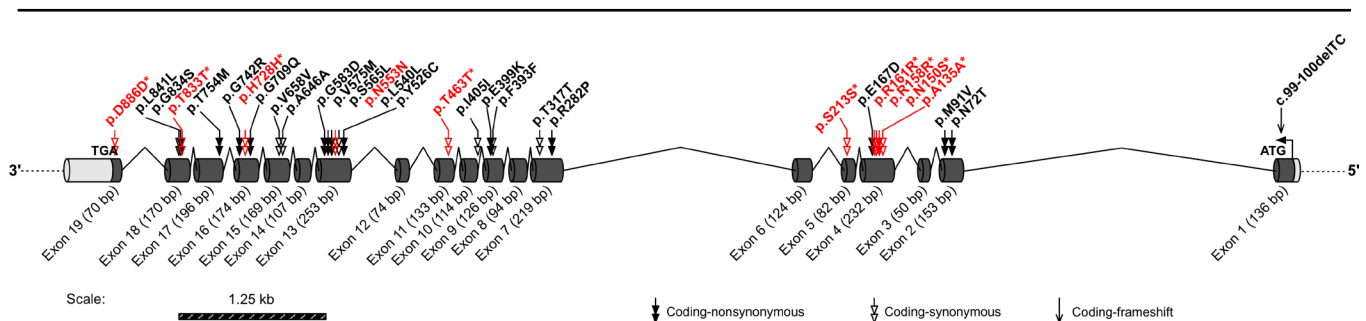 p.D886D*
p.L841L
p.G834S
p.T833T*
p.T754M
p.G742R
p.H728H*
p.G709Q
p.V658V
p.A646A
p.G583D
p.V575M
p.S565L
p.N553N
p.L540L
p.Y526C
p.T463T*
p.I405I
p.E399K
p.F393F
p.T317T
p.R282P
p.S213S*
p.E167D
p.R161R*
p.R158R*
p.N150S*
p.A135A*
p.M91V
p.N72T
c.99-100delTC
TGA
ATG
3'
5'
Exon 19 (70 bp)
Exon 18 (170 bp)
Exon 17 (196 bp)
Exon 16 (174 bp)
Exon 15 (169 bp)
Exon 14 (107 bp)
Exon 13 (253 bp)
Exon 12 (74 bp)
Exon 11 (133 bp)
Exon 10 (114 bp)
Exon 9 (126 bp)
Exon 8 (94 bp)
Exon 7 (219 bp)
Exon 6 (124 bp)
Exon 5 (82 bp)
Exon 4 (232 bp)
Exon 3 (50 bp)
Exon 2 (153 bp)
Exon 1 (136 bp)
Scale:
1.25 kb
Coding-nonsynonymous
Coding-synonymous
Coding-frameshift